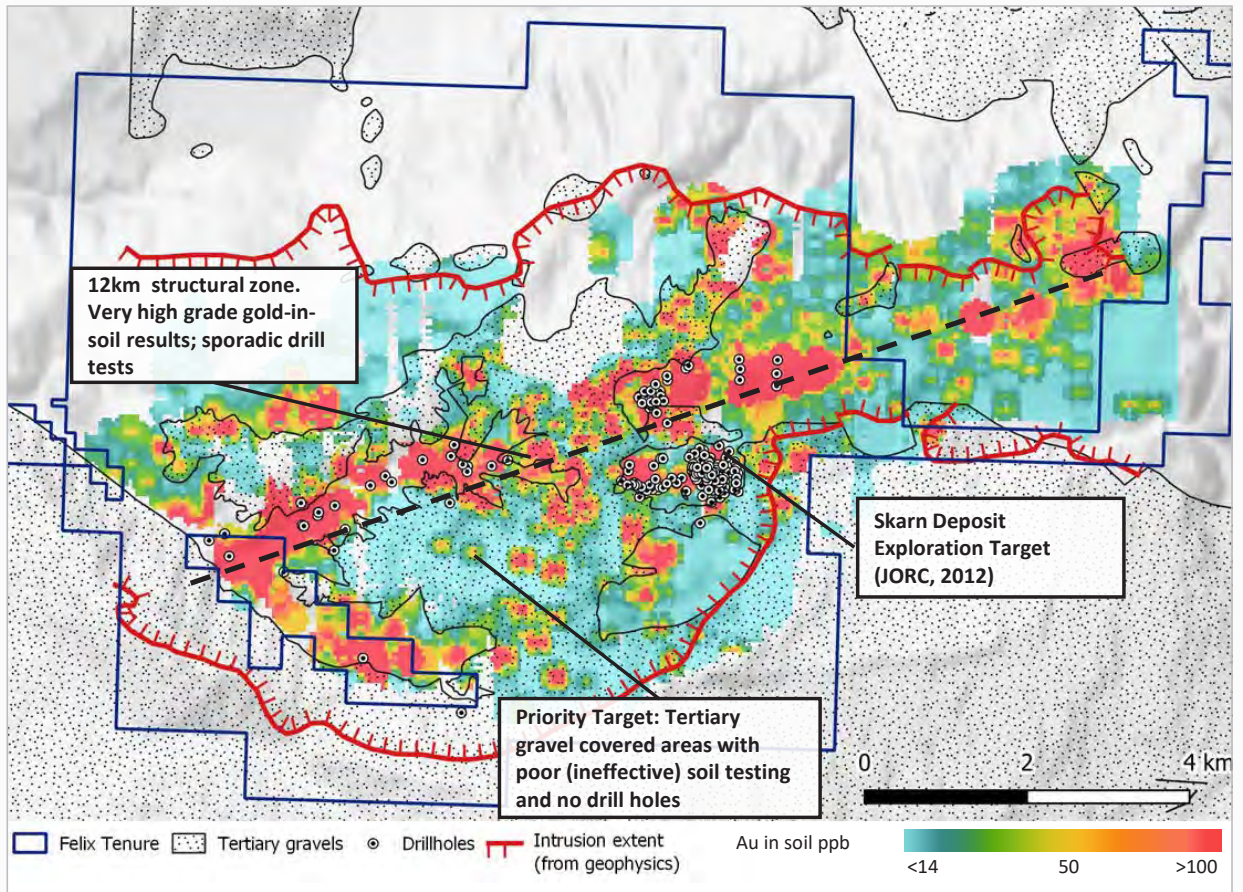 12km structural zone.
Very high grade gold-in-
soil results; sporadic drill
tests
Skarn Deposit
Exploration Target
(JORC, 2012)
Priority Target: Tertiary
gravel covered areas with
poor (ineffective) soil testing
and no drill holes
0 2 4 km
Felix Tenure Tertiary gravels Drillholes Intrusion extent
(from geophysics)
Au in soil ppb
<14 50 >100